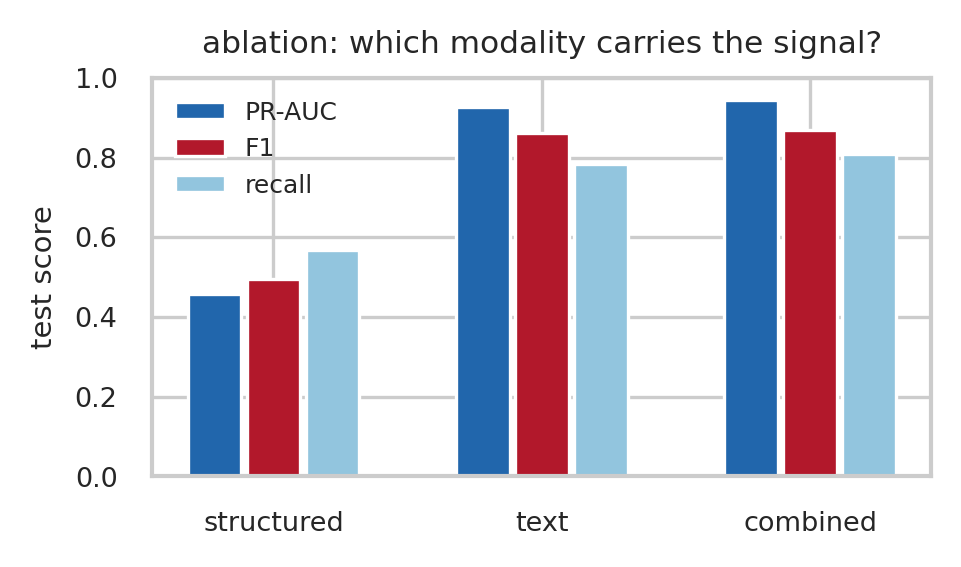 ablation: which modality carries the signal?
1.0
0.8
0.6
0.4
0.2
0.0
test score
PR-AUC
F1
recall
structured
text
combined